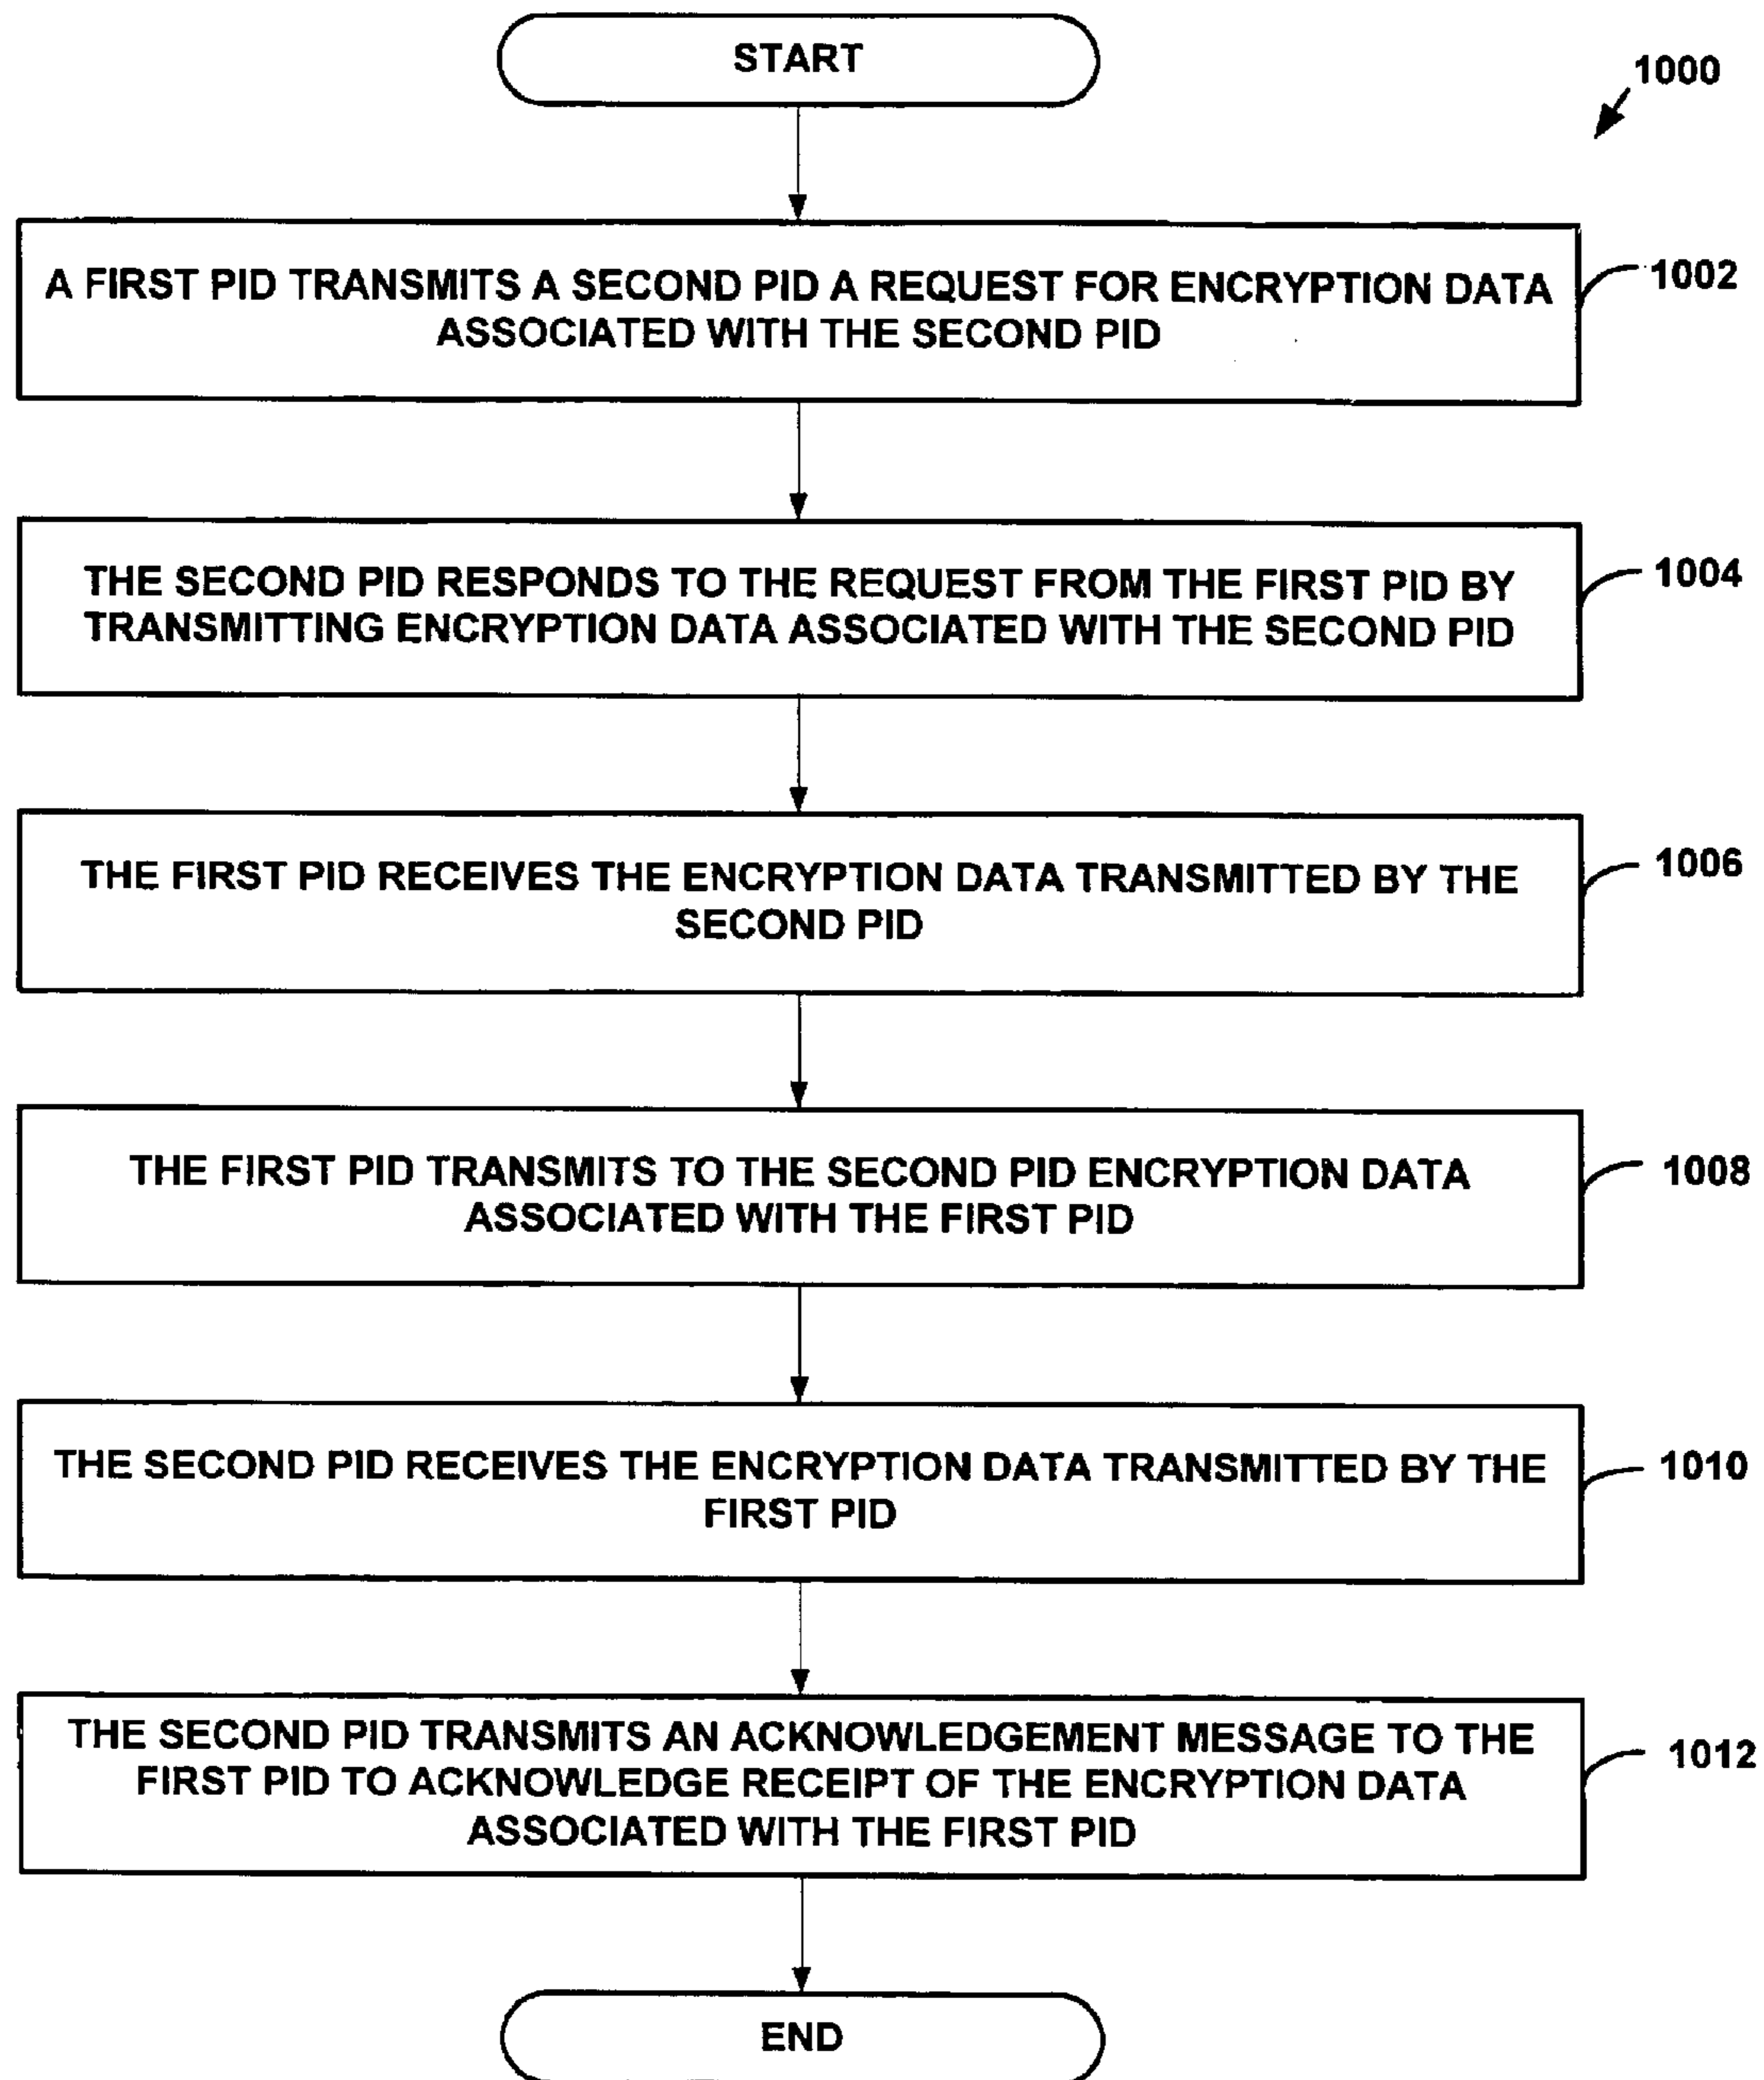 START
1000
A FIRST PID TRANSMITS A SECOND PID A REQUEST FOR ENCRYPTION DATA
ASSOCIATED WITH THE SECOND PID
1002
THE SECOND PID RESPONDS TO THE REQUEST FROM THE FIRST PID BY
TRANSMITTING ENCRYPTION DATA ASSOCIATED WITH THE SECOND PID
1004
THE FIRST PID RECEIVES THE ENCRYPTION DATA TRANSMITTED BY THE
SECOND PID
1006
THE FIRST PID TRANSMITS TO THE SECOND PID ENCRYPTION DATA
ASSOCIATED WITH THE FIRST PID
1008
THE SECOND PID RECEIVES THE ENCRYPTION DATA TRANSMITTED BY THE
FIRST PID
1010
THE SECOND PID TRANSMITS AN ACKNOWLEDGEMENT MESSAGE TO THE
FIRST PID TO ACKNOWLEDGE RECEIPT OF THE ENCRYPTION DATA
ASSOCIATED WITH THE FIRST PID
1012
END